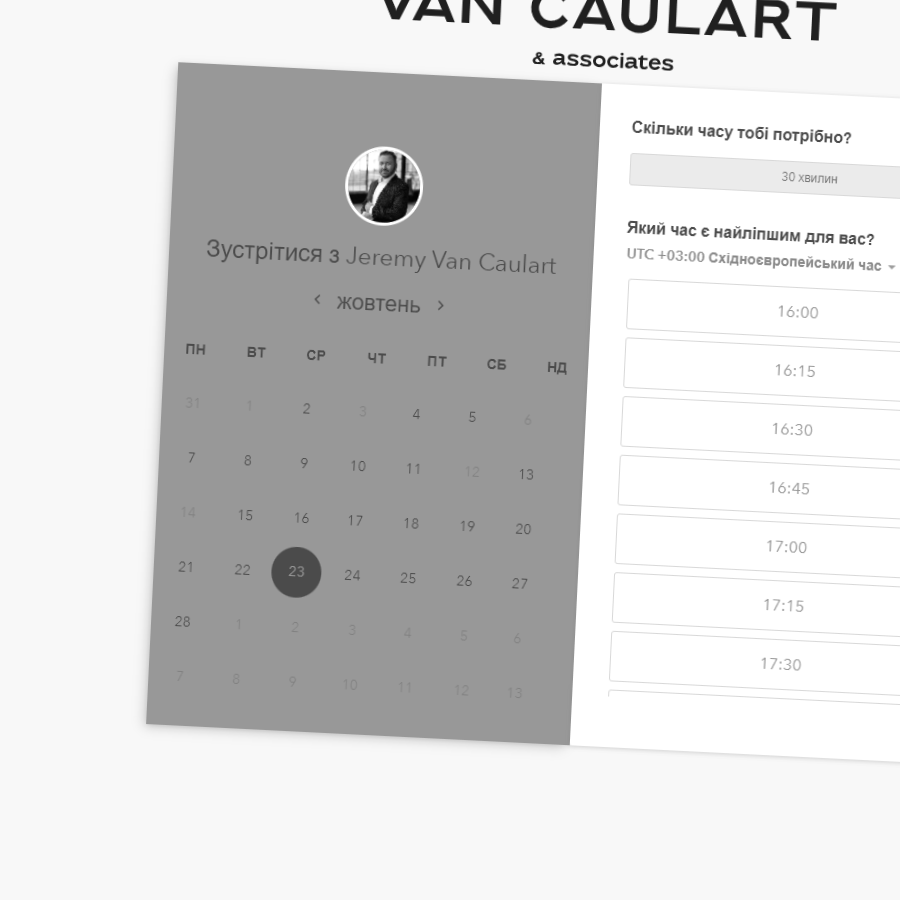 VAN CAULART
& associates
Зустрітися з Jeremy Van Caulart
жовтень
ПН ВТ СР ЧТ ПТ СБ НД
31 1 2 3 4 5 6
7 8 9 10 11 12 13
14 15 16 17 18 19 20
21 22 23 24 25 26 27
28 1 2 3 4 5 6
7 8 9 10 11 12 13
Скільки часу тобі потрібно?
30 хвилин
Який час є найліпшим для вас?
UTC +03:00 Східноєвропейський час
16:00
16:15
16:30
16:45
17:00
17:15
17:30